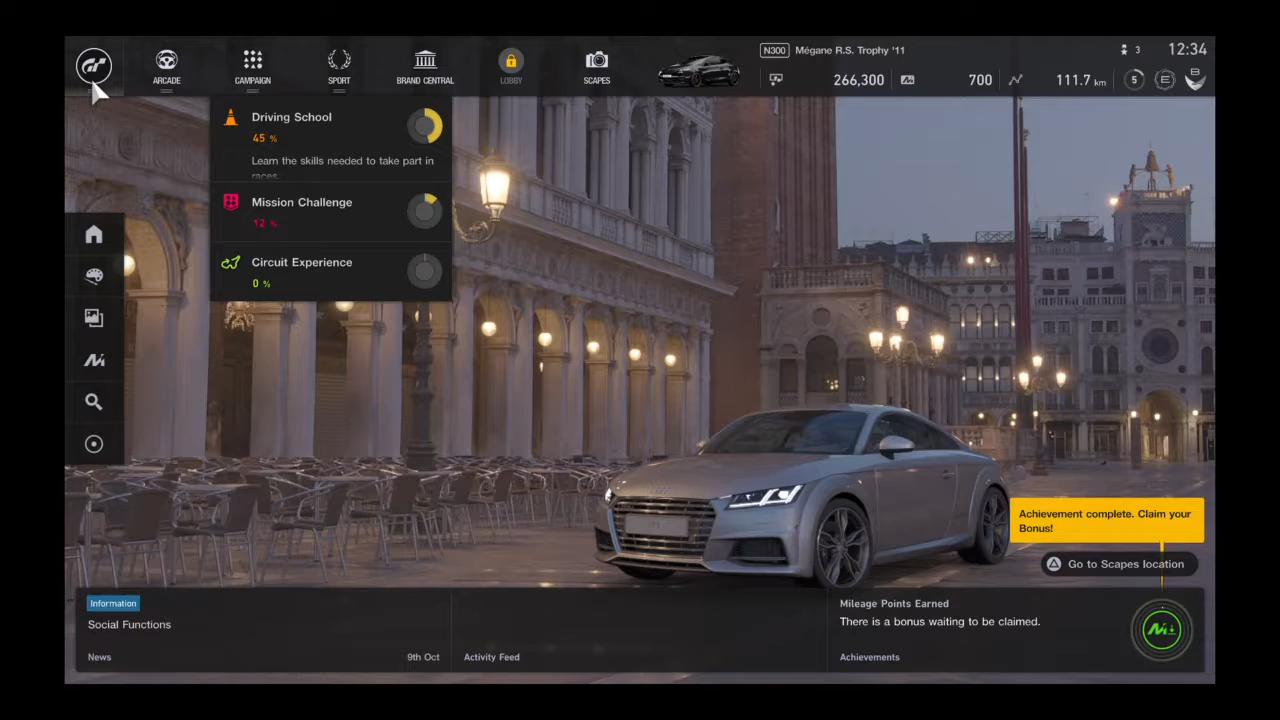 N300 Mégane R.S. Trophy '11
3 12:34
ARCADE CAMPAIGN SPORT BRAND CENTRAL LOBBY SCAPES
266,300 700 111.7 km 5 E B
Driving School
45 %
Learn the skills needed to take part in
races.
Mission Challenge
12 %
Circuit Experience
0 %
Achievement complete. Claim your
Bonus!
Go to Scapes location
Information
Social Functions
News 9th Oct
Activity Feed
Mileage Points Earned
There is a bonus waiting to be claimed.
Achievements